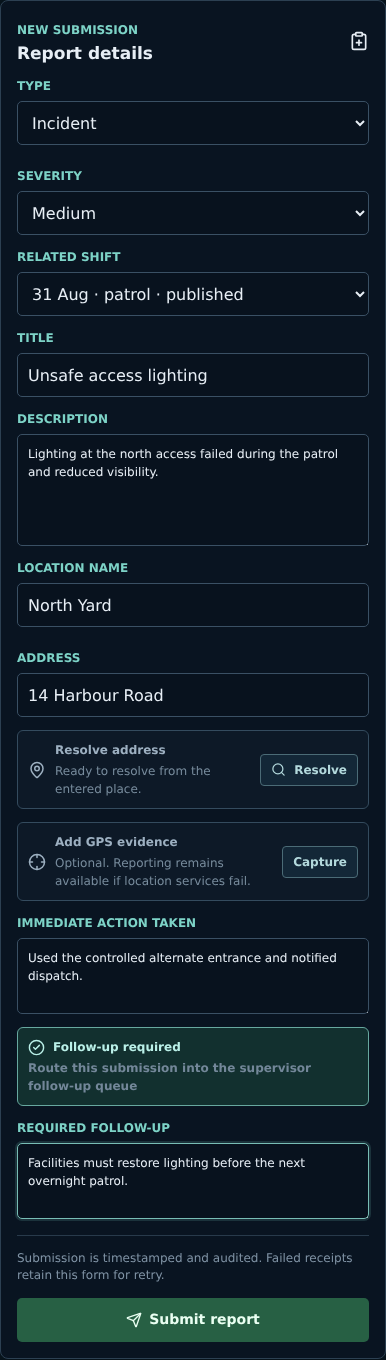 NEW SUBMISSION
Report details
TYPE
Incident
SEVERITY
Medium
RELATED SHIFT
31 Aug · patrol · published
TITLE
Unsafe access lighting
DESCRIPTION
Lighting at the north access failed during the patrol
and reduced visibility.
LOCATION NAME
North Yard
ADDRESS
14 Harbour Road
Resolve address
Ready to resolve from the
entered place.
Resolve
Add GPS evidence
Optional. Reporting remains
available if location services fail.
Capture
IMMEDIATE ACTION TAKEN
Used the controlled alternate entrance and notified
dispatch.
Follow-up required
Route this submission into the supervisor
follow-up queue
REQUIRED FOLLOW-UP
Facilities must restore lighting before the next
overnight patrol.
Submission is timestamped and audited. Failed receipts
retain this form for retry.
Submit report